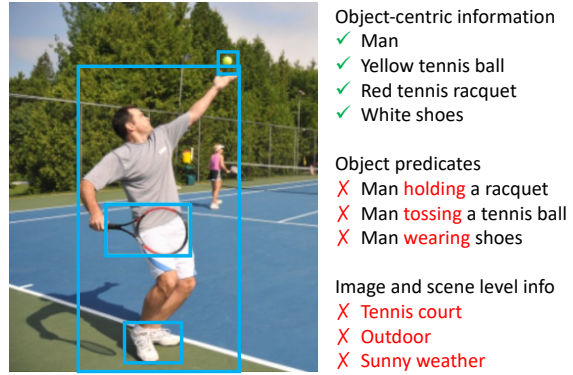 Object-centric information
✓ Man
✓ Yellow tennis ball
✓ Red tennis racquet
✓ White shoes
Object predicates
✗ Man holding a racquet
✗ Man tossing a tennis ball
✗ Man wearing shoes
Image and scene level info
✗ Tennis court
✗ Outdoor
✗ Sunny weather